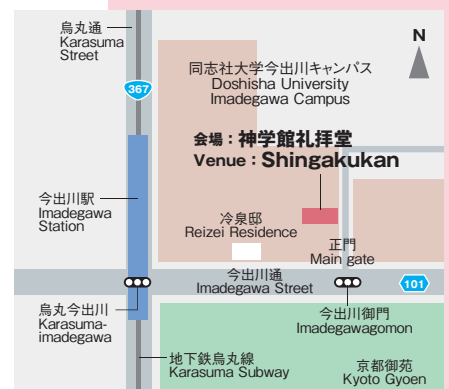 烏丸通
Karasuma
Street
N
367
同志社大学今出川キャンパス
Doshisha University
Imadegawa Campus
会場：神学館礼拝堂
Venue：Shingakukan
今出川駅
Imadegawa
Station
冷泉邸
Reizei Residence
正門
Main gate
今出川通
Imadegawa Street
101
烏丸今出川
Karasuma-
imadegawa
今出川御門
Imadegawagomon
地下鉄烏丸線
Karasuma Subway
京都御苑
Kyoto Gyoen